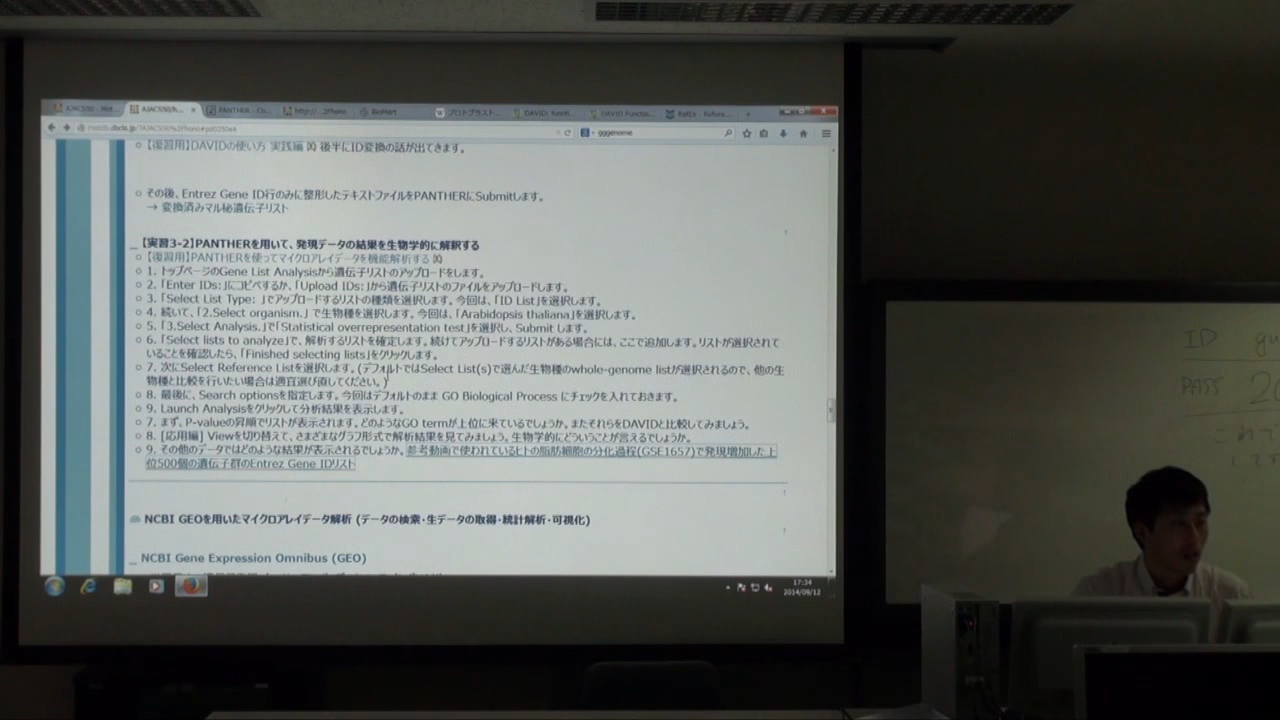 AJACS50 - Mot...
AJACS50/h...
PANTHER - Co...
BioMart
プロトプラスト...
DAVID: functi...
DAVID Functio...
RefEx - Refere...
gggenome
【復習用】DAVIDの使い方 実践編 後半にID変換の話が出てきます。
その後、Entrez Gene ID行のみに整形したテキストファイルをPANTHERにSubmitします。
→ 変換済みマル秘遺伝子リスト
【実習3-2】PANTHERを用いて、発現データの結果を生物学的に解釈する
【復習用】PANTHERを使ってマイクロアレイデータを機能解析する
1. トップページのGene List Analysisから遺伝子リストのアップロードをします。
2. 「Enter IDs:」にコピペするか、「Upload IDs:」から遺伝子リストのファイルをアップロードします。
3. 「Select List Type: 」でアップロードするリストの種類を選択します。今回は、「ID List」を選択します。
4. 続いて、「2.Select organism. 」で生物種を選択します。今回は、「Arabidopsis thaliana」を選択します。
5. 「3.Select Analysis.」で「Statistical overrepresentation test」を選択し、Submit します。
6. 「Select lists to analyze」で、解析するリストを確定します。続けてアップロードするリストがある場合には、ここで追加します。リストが選択されて
いることを確認したら、「Finished selecting lists」をクリックします。
7. 次にSelect Reference Listを選択します。(デフォルトではSelect List(s)で選んだ生物種のwhole-genome listが選択されるので、他の生
物種と比較を行いたい場合は適宜選び直してください。)
8. 最後に、Search optionsを指定します。今回はデフォルトのまま GO Biological Process にチェックを入れておきます。
9. Launch Analysisをクリックして分析結果を表示します。
7. まず、P-valueの昇順でリストが表示されます。どのようなGO termが上位に来ているでしょうか。またそれらをDAVIDと比較してみましょう。
8. [応用編] Viewを切り替えて、さまざまなグラフ形式で解析結果を見てみましょう。生物学的にどういうことが言えるでしょうか。
9. その他のデータではどのような結果が表示されるでしょうか。参考動画で使われているヒトの脂肪細胞の分化過程(GSE1657)で発現増加した上
位500個の遺伝子群のEntrez Gene IDリスト
NCBI GEOを用いたマイクロアレイデータ解析 (データの検索・生データの取得・統計解析・可視化)
NCBI Gene Expression Omnibus (GEO)
17:34
2014/09/12
ID gu
PASS 20